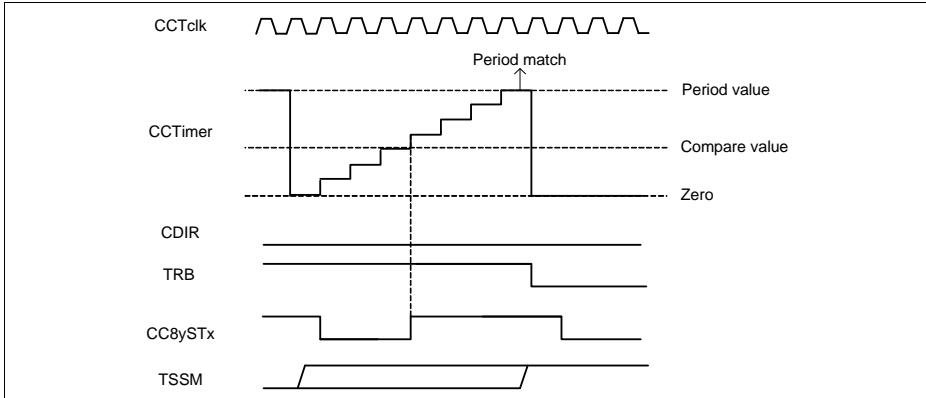 CCTclk
Period match
Period value
CCTimer
Compare value
Zero
CDIR
TRB
CC8ySTx
TSSM